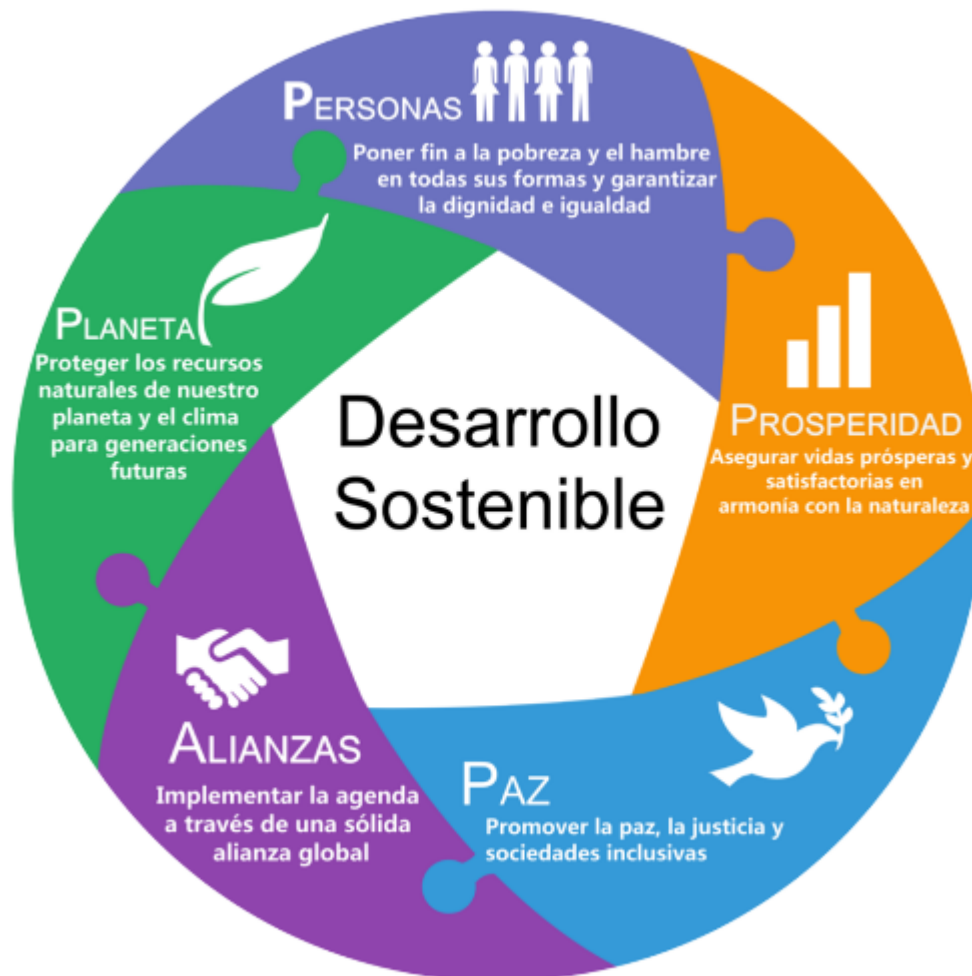 PERSONAS
Poner fin a la pobreza y el hambre
en todas sus formas y garantizar
la dignidad e igualdad
PROSPERIDAD
Asegurar vidas prósperas y
satisfactorias en
armonía con la naturaleza
PAZ
Promover la paz, la justicia y
sociedades inclusivas
ALIANZAS
Implementar la agenda
a través de una sólida
alianza global
PLANETA
Proteger los recursos
naturales de nuestro
planeta y el clima
para generaciones
futuras
Desarrollo
Sostenible